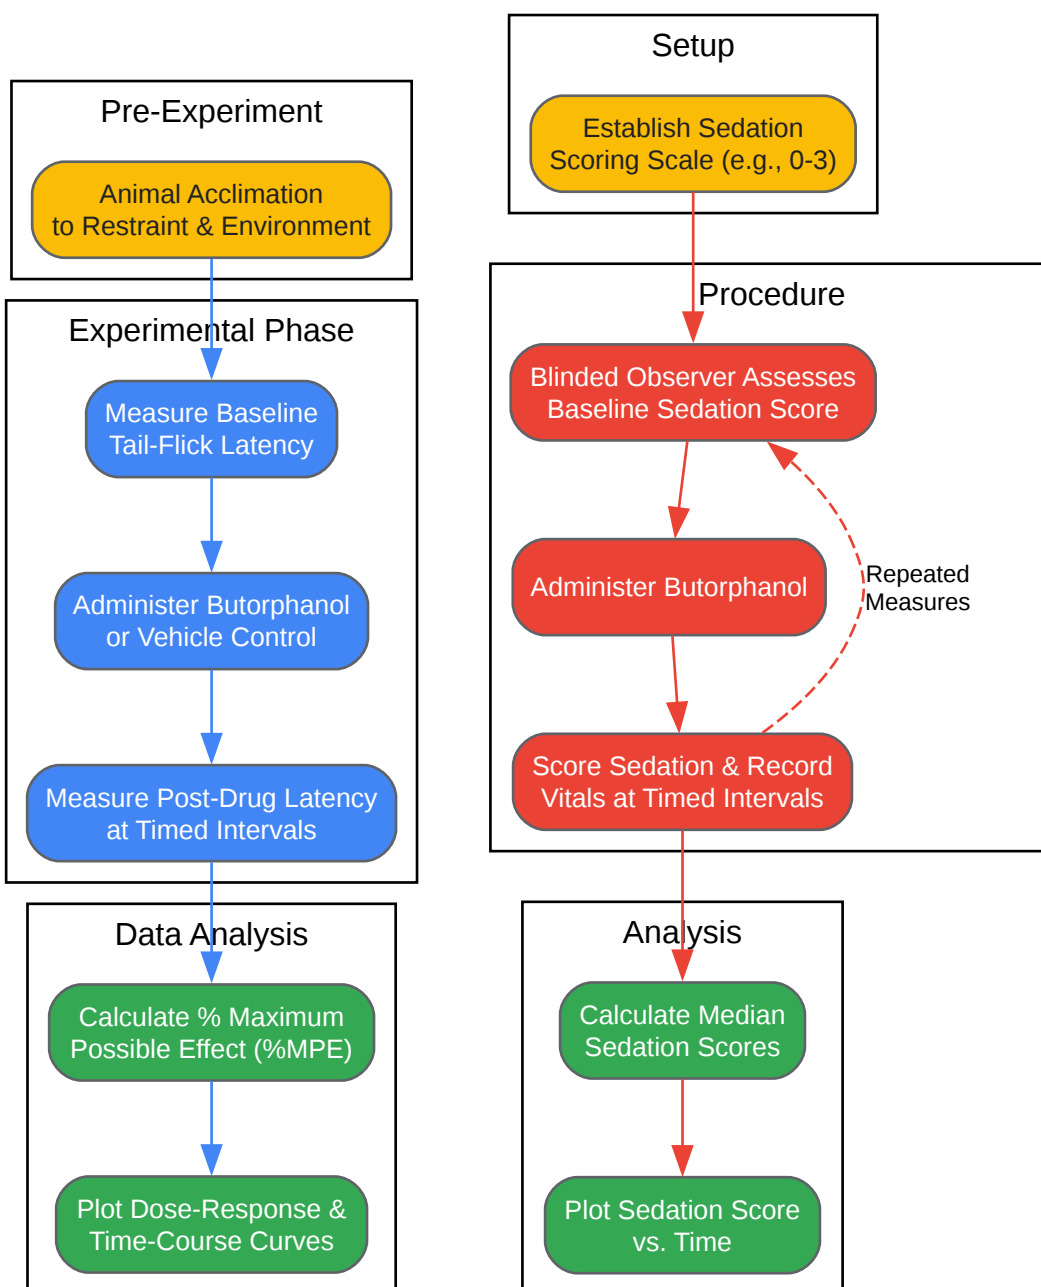 Pre-Experiment
Animal Acclimation
to Restraint & Environment
Experimental Phase
Measure Baseline
Tail-Flick Latency
Administer Butorphanol
or Vehicle Control
Measure Post-Drug Latency
at Timed Intervals
Data Analysis
Calculate % Maximum
Possible Effect (%MPE)
Plot Dose-Response &
Time-Course Curves
Setup
Establish Sedation
Scoring Scale (e.g., 0-3)
Procedure
Blinded Observer Assesses
Baseline Sedation Score
Administer Butorphanol
Repeated
Measures
Score Sedation & Record
Vitals at Timed Intervals
Analysis
Calculate Median
Sedation Scores
Plot Sedation Score
vs. Time